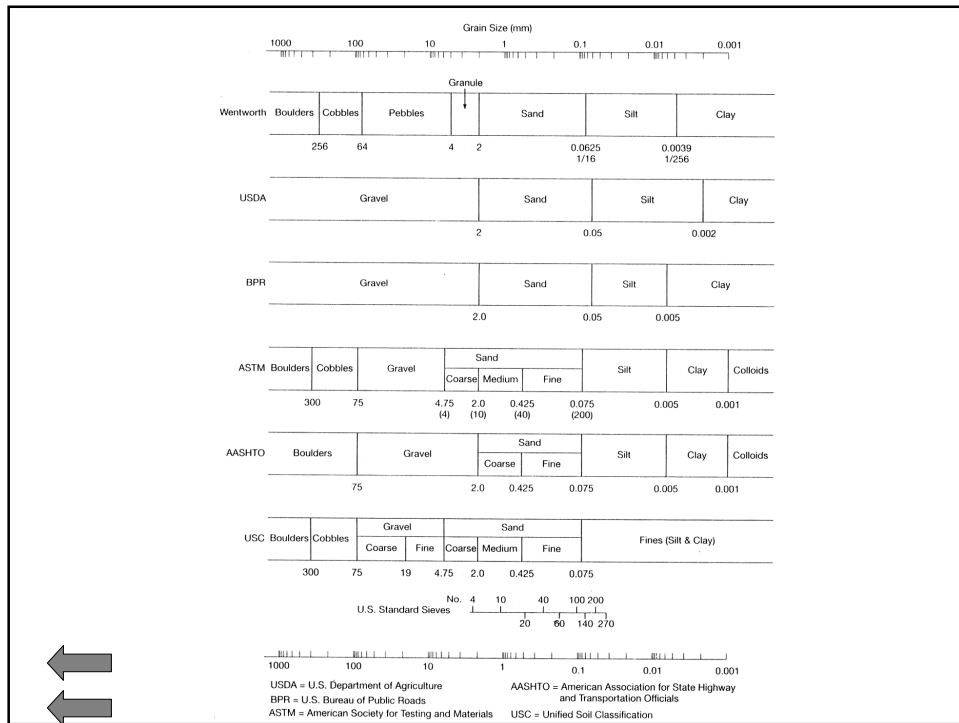 Grain Size (mm)
1000 100 10 1 0.1 0.01 0.001
Granule
Wentworth Boulders Cobbles Pebbles Sand Silt Clay
256 64 4 2 0.0625 0.0039
1/16 1/256
USDA Gravel Sand Silt Clay
2 0.05 0.002
BPR Gravel Sand Silt Clay
2.0 0.05 0.005
Sand
ASTM Boulders Cobbles Gravel Silt Clay Colloids
Coarse Medium Fine
300 75 4.75 2.0 0.425 0.075 0.005 0.001
(4) (10) (40) (200)
Sand
AASHTO Boulders Gravel Silt Clay Colloids
Coarse Fine
75 2.0 0.425 0.075 0.005 0.001
Gravel Sand
USC Boulders Cobbles Fines (Silt & Clay)
Coarse Fine Coarse Medium Fine
300 75 19 4.75 2.0 0.425 0.075
No. 4 10 40 100 200
U.S. Standard Sieves
20 60 140 270
1000 100 10 1 0.1 0.01 0.001
USDA = U.S. Department of Agriculture
BPR = U.S. Bureau of Public Roads
ASTM = American Society for Testing and Materials
AASHTO = American Association for State Highway
and Transportation Officials
USC = Unified Soil Classification